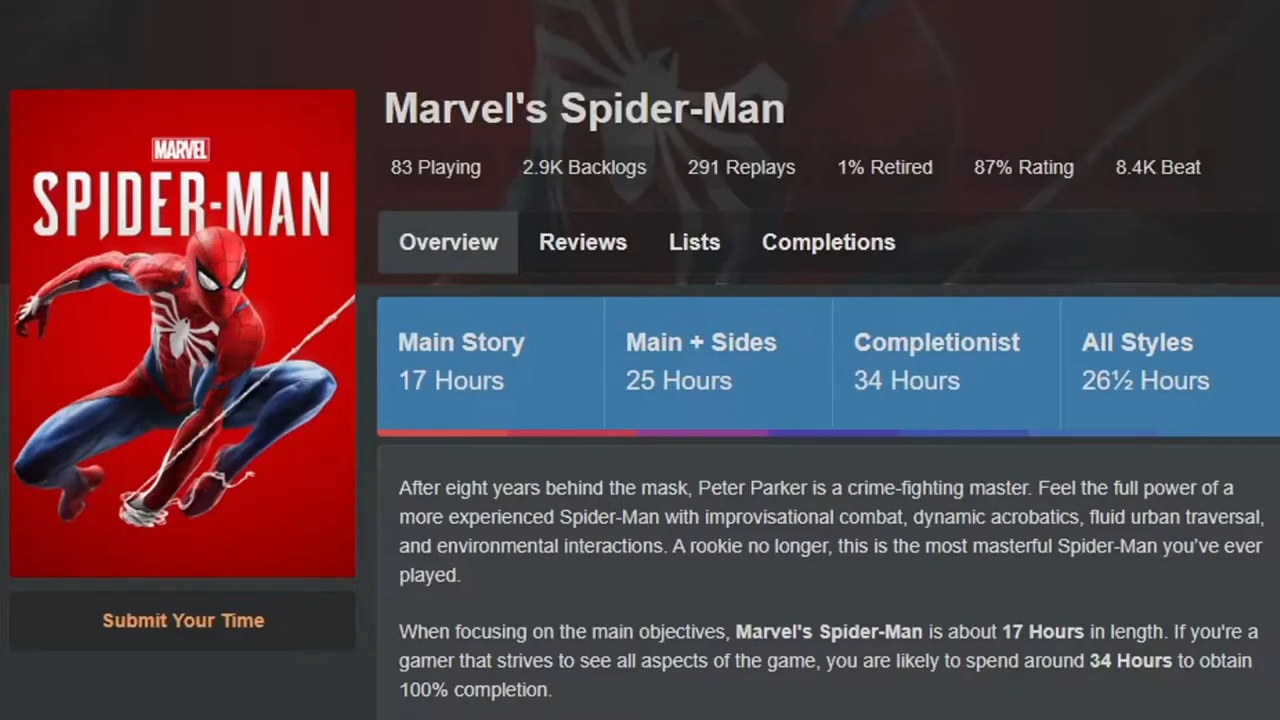 Marvel's Spider-Man
83 Playing 2.9K Backlogs 291 Replays 1% Retired 87% Rating 8.4K Beat
MARVEL
SPIDER-MAN
Overview Reviews Lists Completions
Main Story Main + Sides Completionist All Styles
17 Hours 25 Hours 34 Hours 26½ Hours
After eight years behind the mask, Peter Parker is a crime-fighting master. Feel the full power of a
more experienced Spider-Man with improvisational combat, dynamic acrobatics, fluid urban traversal,
and environmental interactions. A rookie no longer, this is the most masterful Spider-Man you’ve ever
played.
Submit Your Time
When focusing on the main objectives, Marvel's Spider-Man is about 17 Hours in length. If you're a
gamer that strives to see all aspects of the game, you are likely to spend around 34 Hours to obtain
100% completion.